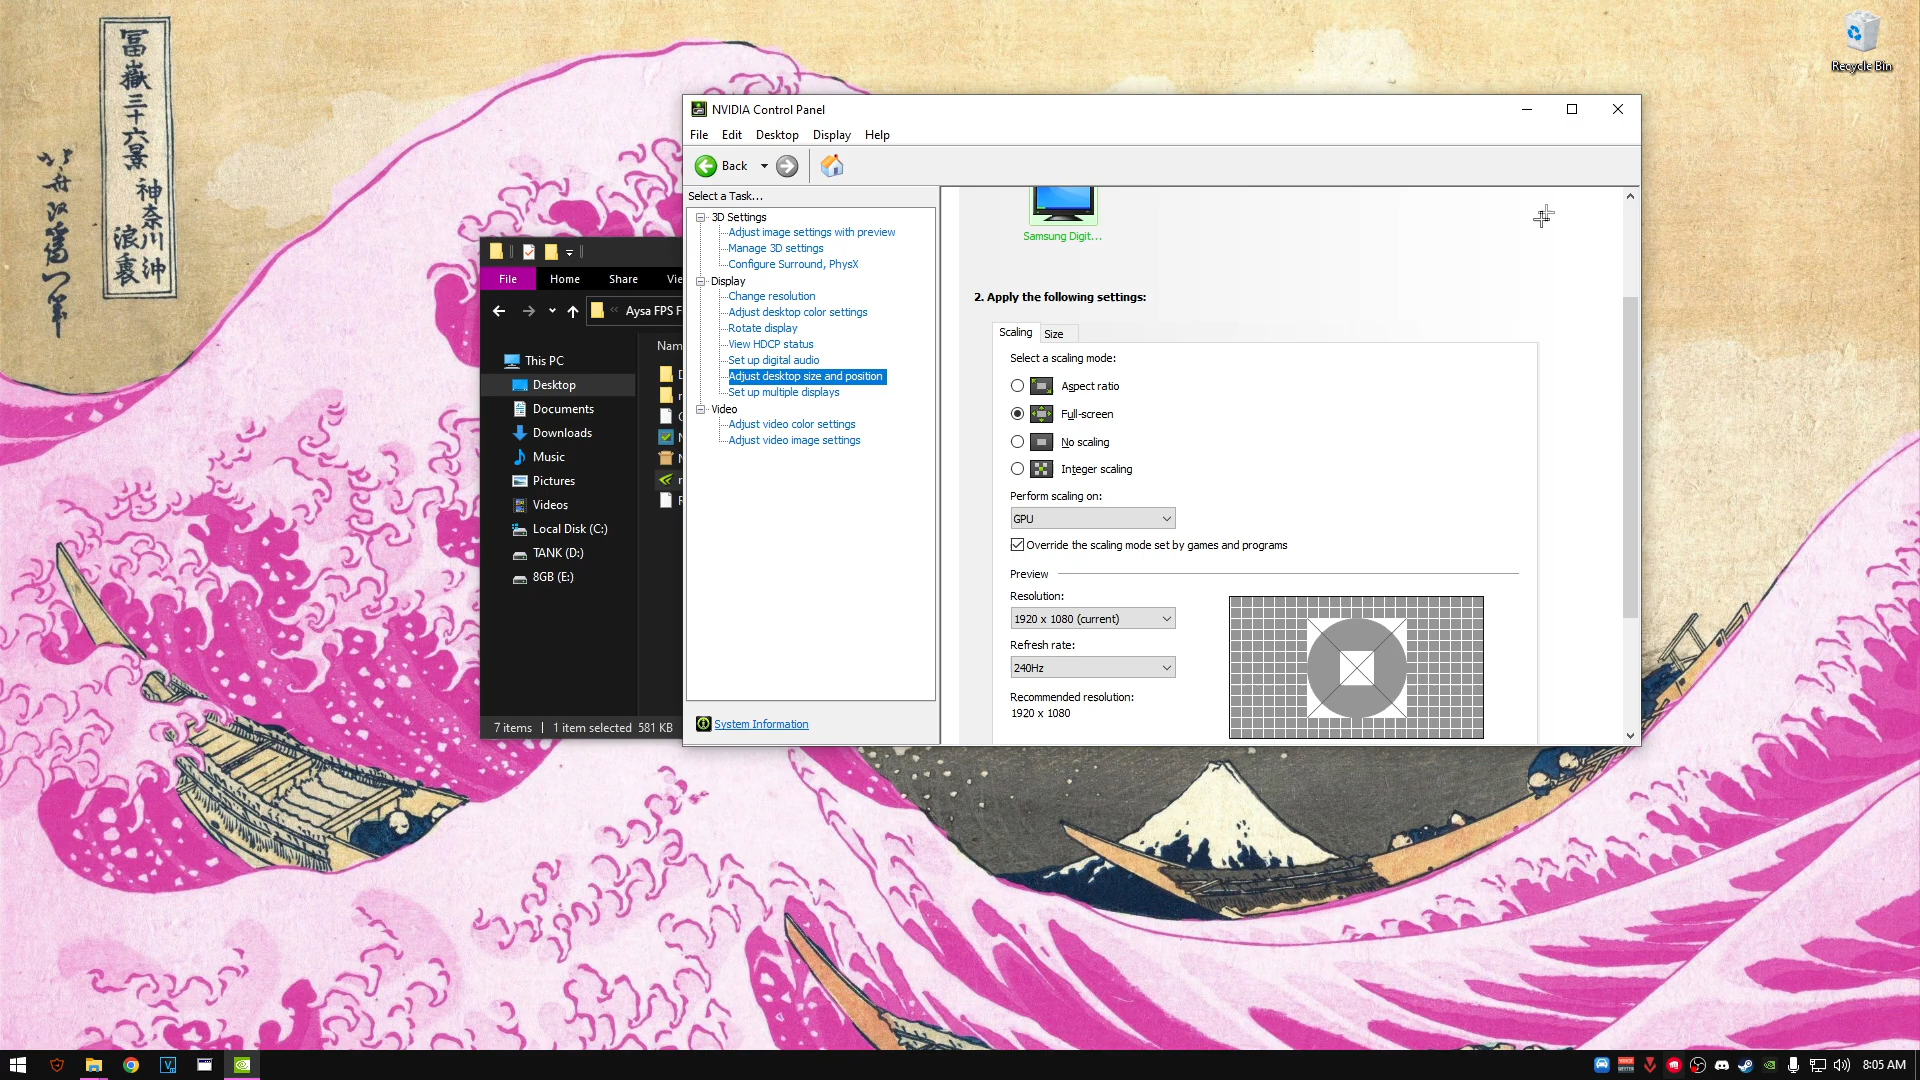 冨嶽三十六景
神奈川沖
浪裏
Recycle Bin
NVIDIA Control Panel
File Edit Desktop Display Help
Back
Select a Task...
3D Settings
Adjust image settings with preview
Manage 3D settings
Configure Surround, PhysX
Display
Change resolution
Adjust desktop color settings
Rotate display
View HDCP status
Set up digital audio
Adjust desktop size and position
Set up multiple displays
Video
Adjust video color settings
Adjust video image settings
System Information
Samsung Digit...
2. Apply the following settings:
Scaling Size
Select a scaling mode:
Aspect ratio
Full-screen
No scaling
Integer scaling
Perform scaling on:
GPU
Override the scaling mode set by games and programs
Preview
Resolution:
1920 x 1080 (current)
Refresh rate:
240Hz
Recommended resolution:
1920 x 1080
File Home Share Vie
« Aysa FPS F
Nam
This PC
Desktop
Documents
Downloads
Music
Pictures
Videos
Local Disk (C:)
TANK (D:)
8GB (E:)
7 items 1 item selected 581 KB
8:05 AM